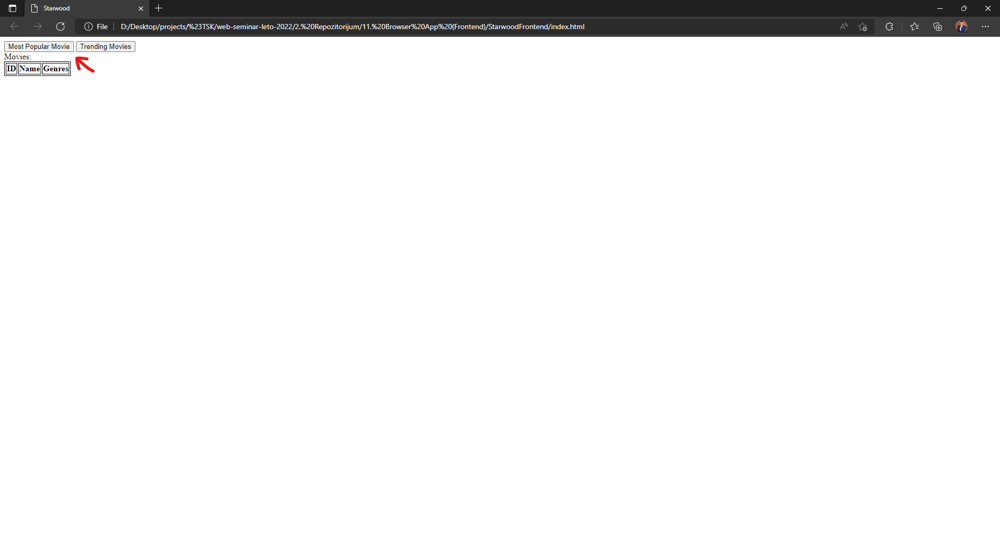 Starwood
File D:/Desktop/projects/%23TSK/web-seminar-leto-2022/2.%20Repozitorijum/11.%20Browser%20App%20(Frontend)/StarwoodFrontend/index.html
Most Popular Movie Trending Movies
Movies:
ID Name Genres